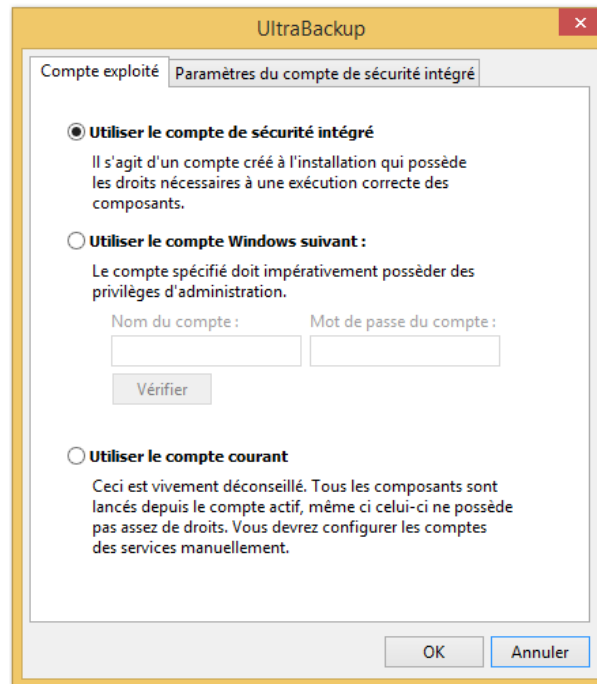 UltraBackup
Compte exploité
Paramètres du compte de sécurité intégré
Utiliser le compte de sécurité intégré
Il s'agit d'un compte créé à l'installation qui possède
les droits nécessaires à une exécution correcte des
composants.
Utiliser le compte Windows suivant :
Le compte spécifié doit impérativement possèder des
privilèges d'administration.
Nom du compte :
Mot de passe du compte :
Vérifier
Utiliser le compte courant
Ceci est vivement déconseillé. Tous les composants sont
lancés depuis le compte actif, même ci celui-ci ne possède
pas assez de droits. Vous devrez configurer les comptes
des services manuellement.
OK
Annuler